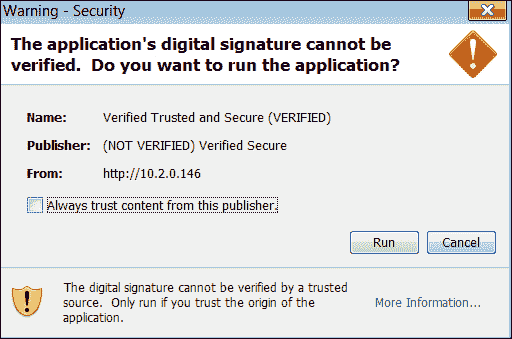 Warning - Security
The application's digital signature cannot be
verified.  Do you want to run the application?
Name: Verified Trusted and Secure (VERIFIED)
Publisher: (NOT VERIFIED) Verified Secure
From: http://10.2.0.146
Always trust content from this publisher.
Run Cancel
The digital signature cannot be verified by a trusted
source.  Only run if you trust the origin of the
application.
More Information...